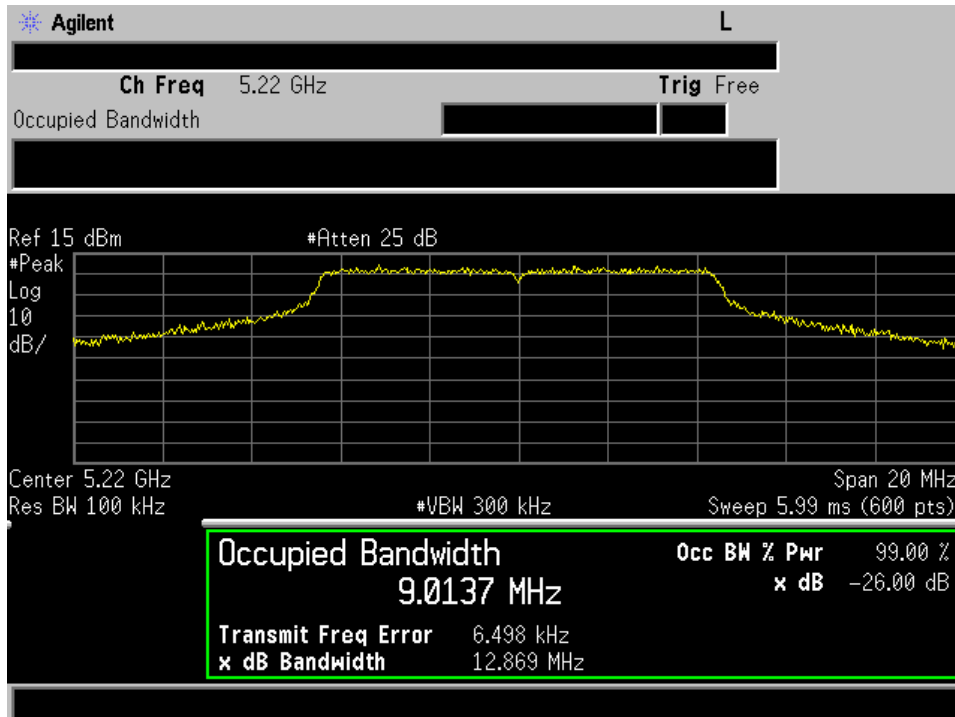 Agilent L
Ch Freq 5.22 GHz Trig Free
Occupied Bandwidth
Ref 15 dBm #Atten 25 dB
#Peak
Log
10
dB/
Center 5.22 GHz Span 20 MHz
Res BW 100 kHz #VBW 300 kHz Sweep 5.99 ms (600 pts)
Occupied Bandwidth Occ BW % Pwr 99.00 %
9.0137 MHz x dB -26.00 dB
Transmit Freq Error 6.498 kHz
x dB Bandwidth 12.869 MHz